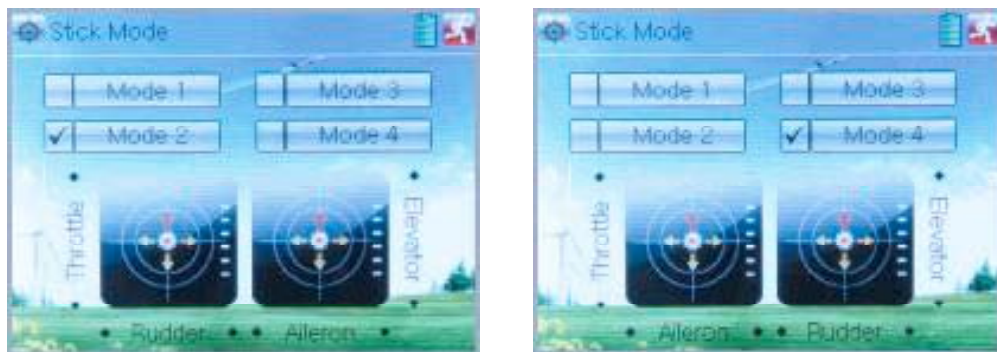 Stick Mode
Mode 1 Mode 3
Mode 2 Mode 4
Throttle
Elevator
Rudder Aileron
Stick Mode
Mode 1 Mode 3
Mode 2 Mode 4
Throttle
Elevator
Aileron Rudder